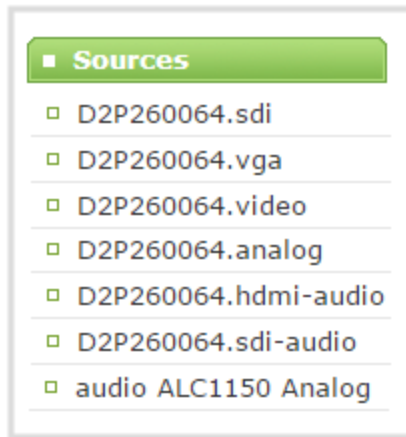 Sources
D2P260064.sdi
D2P260064.vga
D2P260064.video
D2P260064.analog
D2P260064.hdmi-audio
D2P260064.sdi-audio
audio ALC1150 Analog